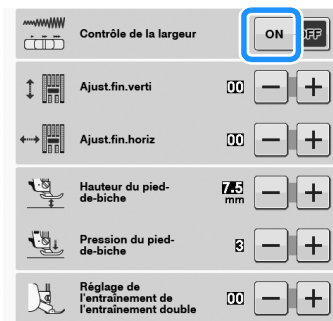 Contrôle de la largeur ON OFF
Ajust.fin.verti 00
Ajust.fin.horiz 00
Hauteur du pied-
de-biche 7.5 mm
Pression du pied-
de-biche 3
Réglage de
l'entraînement de
l'entraînement double 00